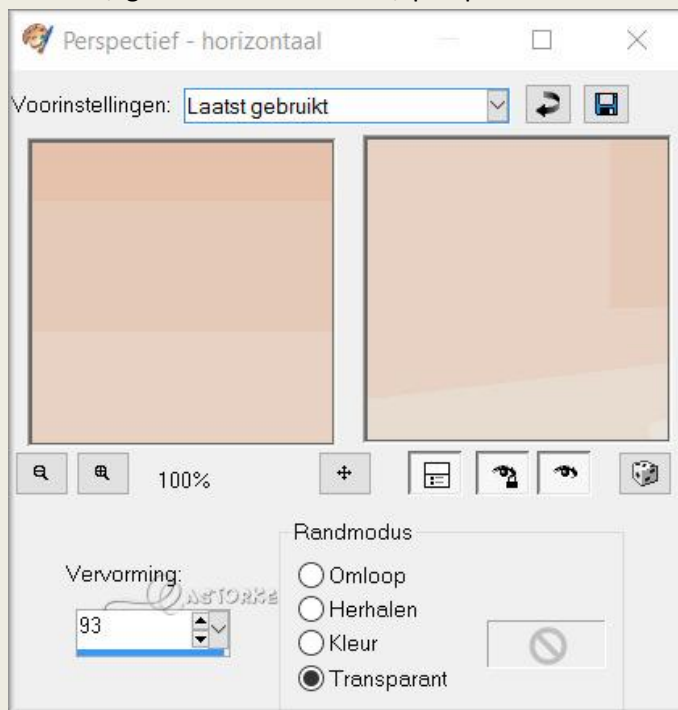 Perspectief - horizontaal
Voorinstellingen: Laatst gebruikt
100%
Randmodus
Vervorming:
Omloop
Herhalen
93
Kleur
Transparant